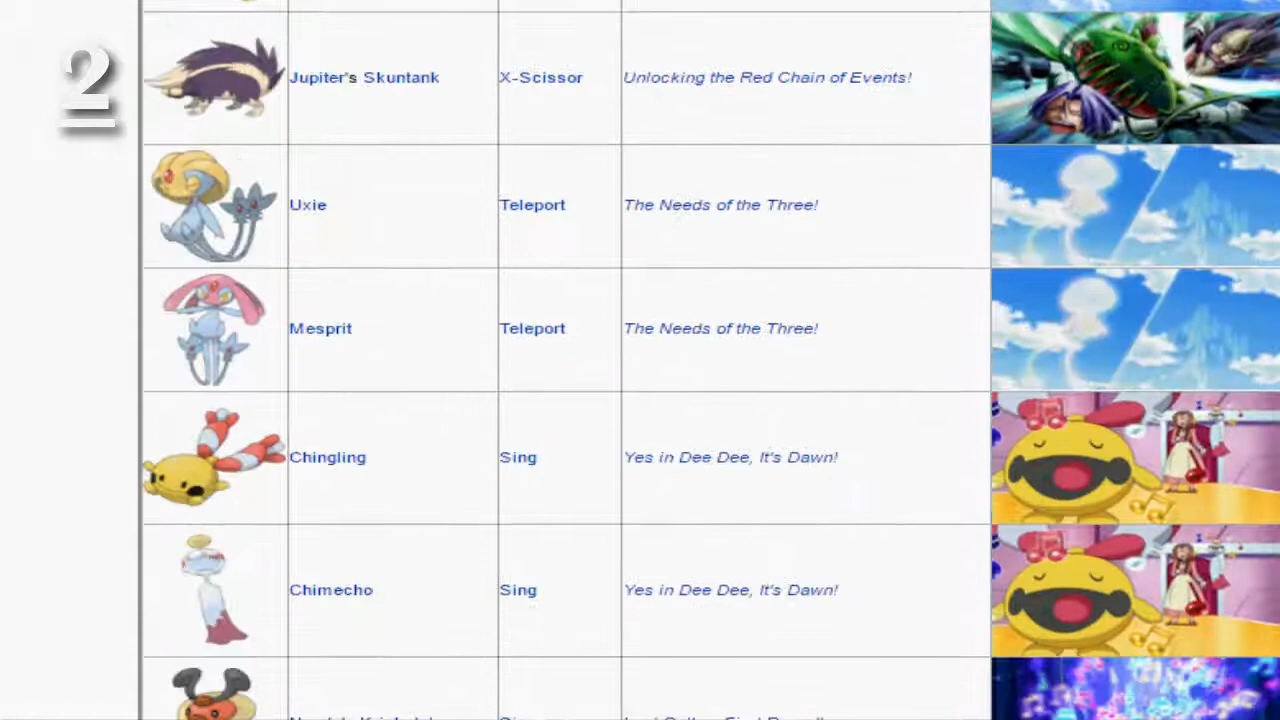 2
Jupiter's Skuntank X-Scissor Unlocking the Red Chain of Events!
Uxie Teleport The Needs of the Three!
Mesprit Teleport The Needs of the Three!
Chingling Sing Yes in Dee Dee, It's Dawn!
Chimecho Sing Yes in Dee Dee, It's Dawn!